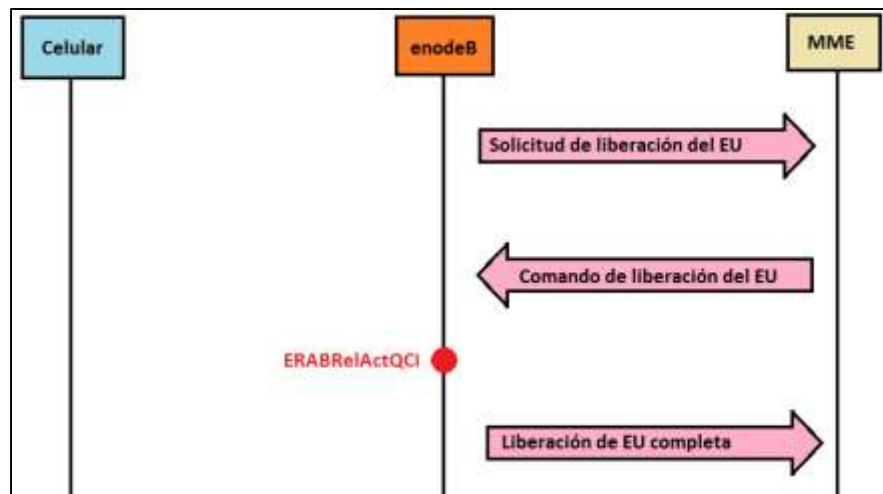 Celular
enodeB
MME
Solicitud de liberación del EU
Comando de liberación del EU
ERABRelActQCI
Liberación de EU completa